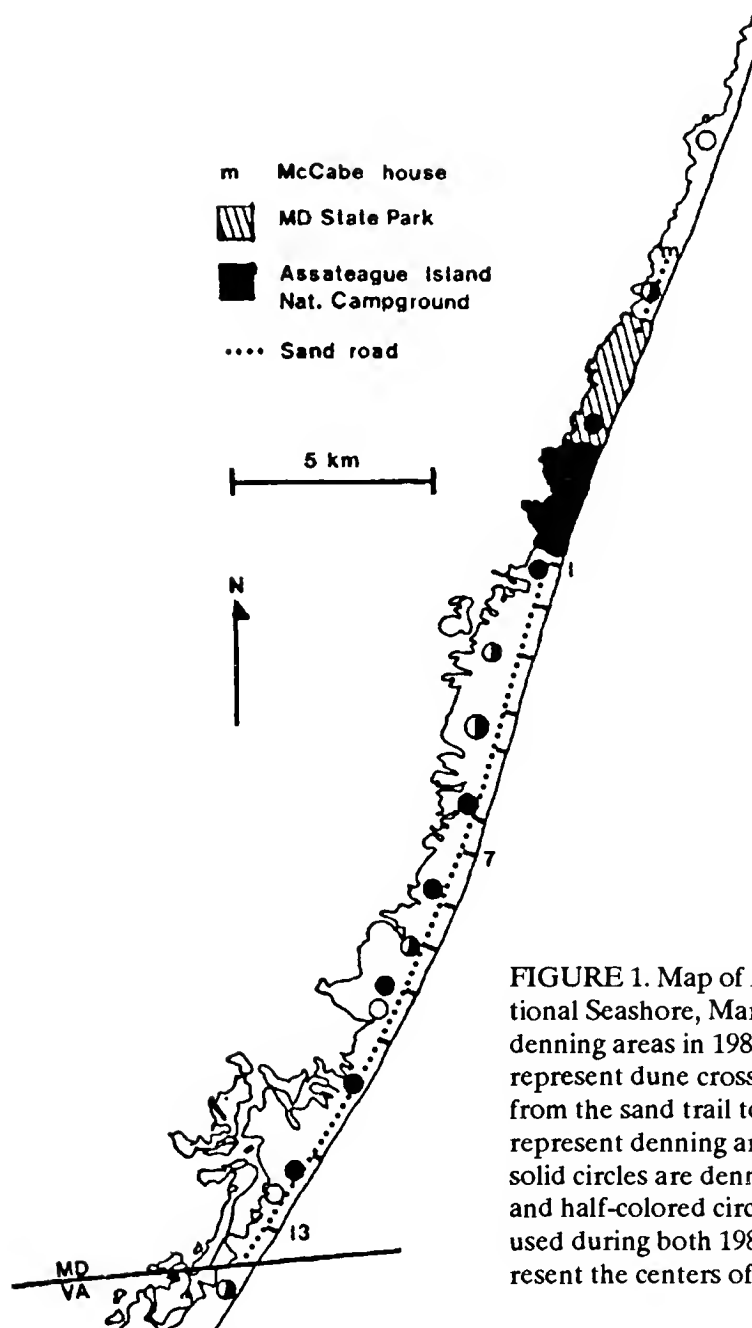 m McCabe house
MD State Park
Assateague Island
Nat. Campground
Sand road
5 km
N
1
7
13
MD
VA
FIGURE 1. Map of
tional Seashore, Mar
denning areas in 198
represent dune cross
from the sand trail to
represent denning ar
solid circles are denn
and half-colored circ
used during both 198
resent the centers of